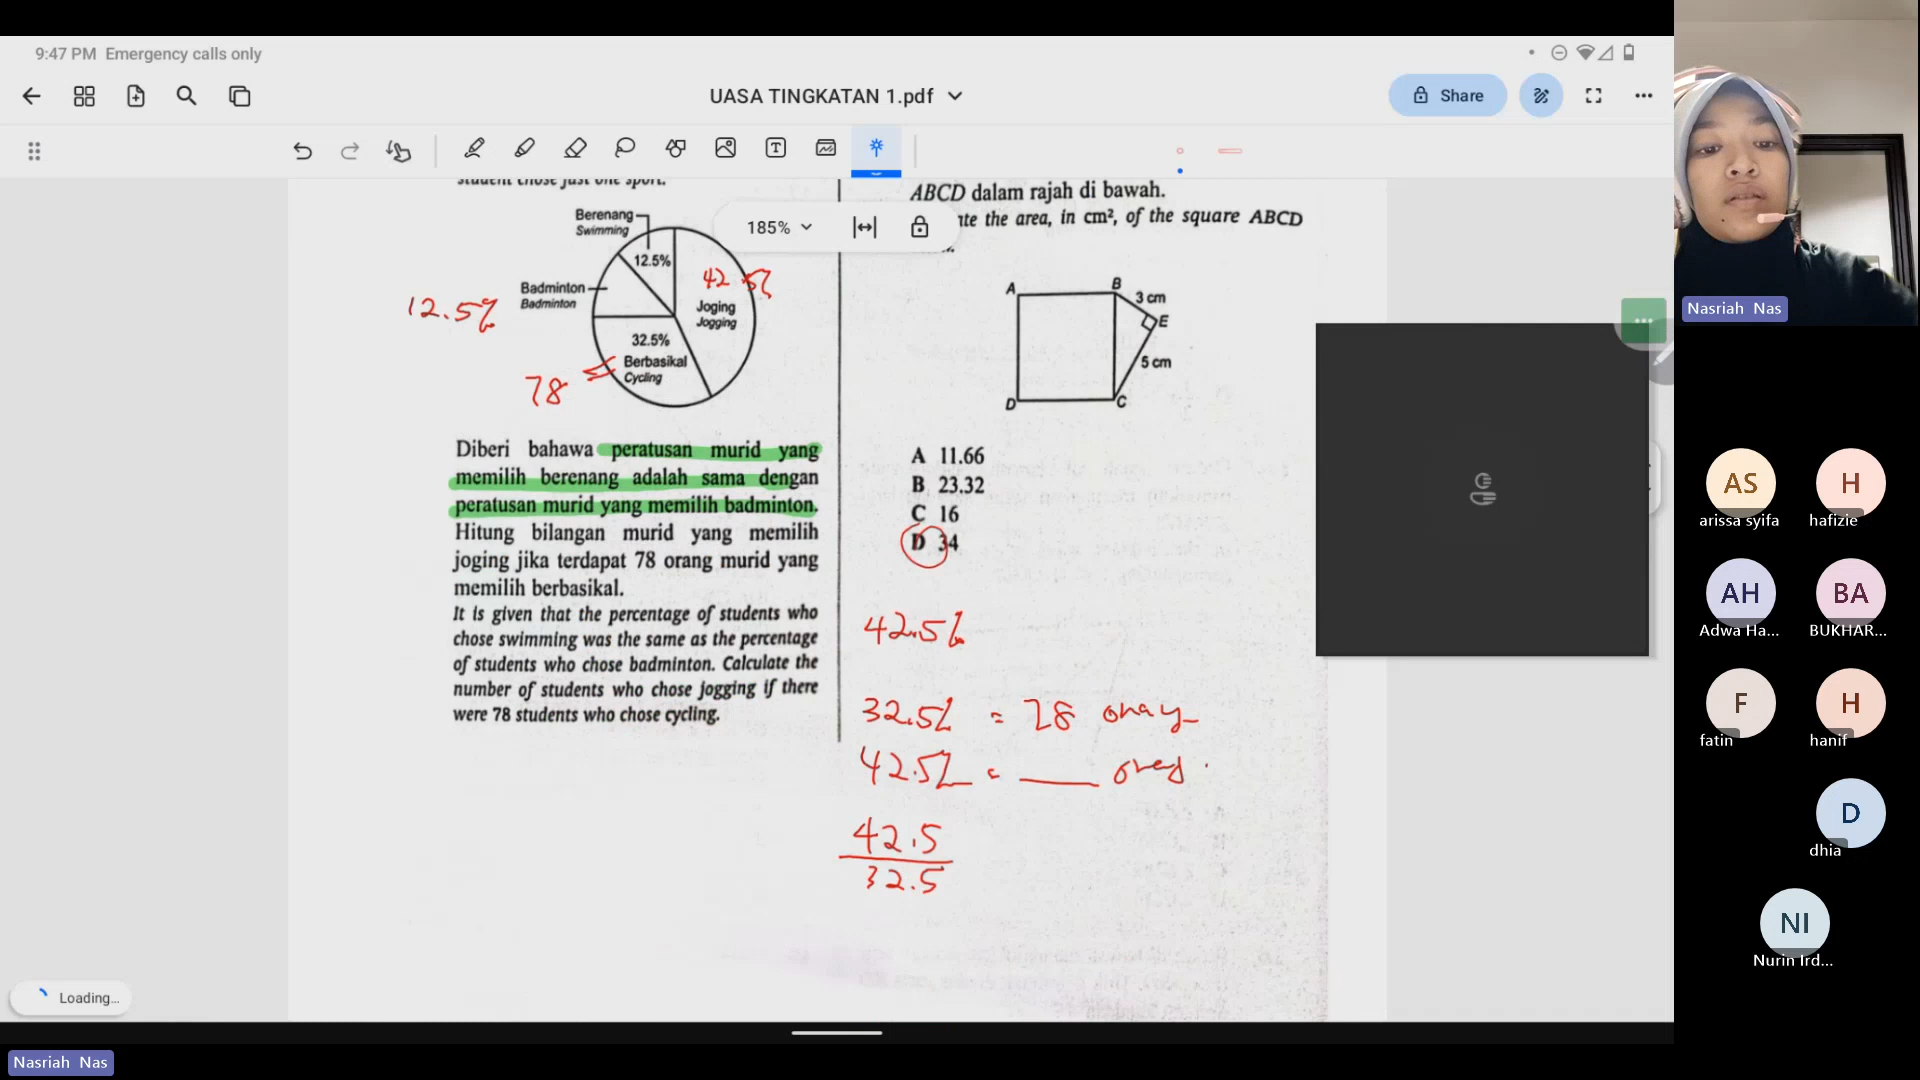 9:47 PM Emergency calls only
UASA TINGKATAN 1.pdf
Share
185%
student chose just one sport.
Berenang
Swimming
12.5%
42.5%
Badminton
Badminton
12.5%
Joging
Jogging
32.5%
Berbasikal
Cycling
78
Diberi bahawa peratusan murid yang
memilih berenang adalah sama dengan
peratusan murid yang memilih badminton.
Hitung bilangan murid yang memilih
joging jika terdapat 78 orang murid yang
memilih berbasikal.
It is given that the percentage of students who
chose swimming was the same as the percentage
of students who chose badminton. Calculate the
number of students who chose jogging if there
were 78 students who chose cycling.
ABCD dalam rajah di bawah.
the area, in cm², of the square ABCD
A
B
3 cm
E
5 cm
D
C
A 11.66
B 23.32
C 16
D 34
42.5%
32.5% = 78 orang
42.5% = ____ orang
42.5
32.5
Loading...
Nasriah Nas
Nasriah Nas
AS
arissa syifa
H
hafizie
AH
Adwa Ha...
BA
BUKHAR...
F
fatin
H
hanif
D
dhia
NI
Nurin Ird...